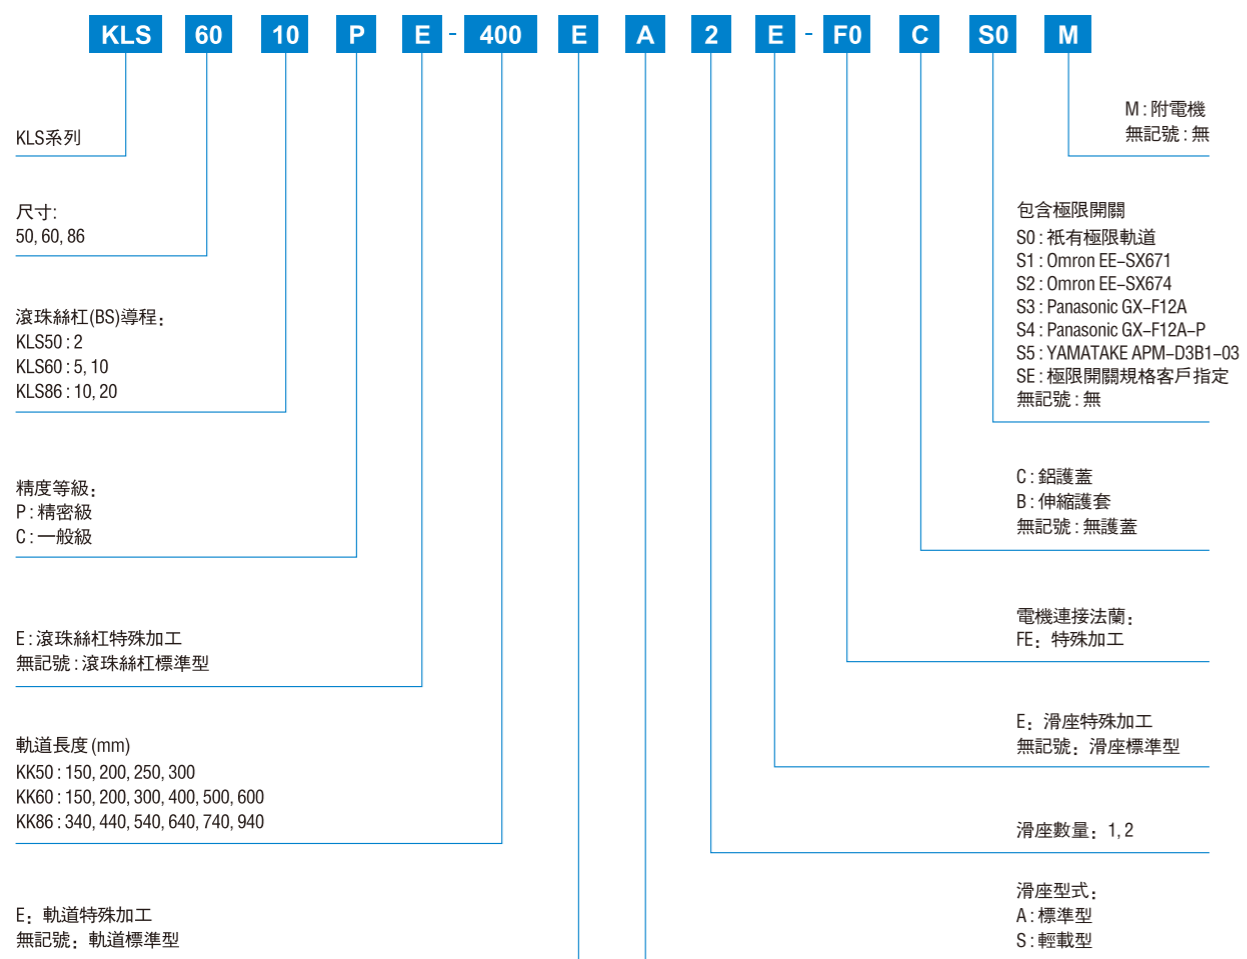 KLS 60 10 P E - 400 E A 2 E - F0 C S0 M
KLS系列
尺寸:
50, 60, 86
滾珠絲杠(BS)導程：
KLS50 : 2
KLS60 : 5, 10
KLS86 : 10, 20
精度等級：
P : 精密級
C : 一般級
E : 滾珠絲杠特殊加工
無記號 : 滾珠絲杠標準型
軌道長度 (mm)
KK50 : 150, 200, 250, 300
KK60 : 150, 200, 300, 400, 500, 600
KK86 : 340, 440, 540, 640, 740, 940
E：軌道特殊加工
無記號：軌道標準型
M : 附電機
無記號 : 無
包含極限開關
S0 : 衹有極限軌道
S1 : Omron EE–SX671
S2 : Omron EE–SX674
S3 : Panasonic GX–F12A
S4 : Panasonic GX–F12A–P
S5 : YAMATAKE APM–D3B1–03
SE : 極限開關規格客戶指定
無記號 : 無
C : 鋁護蓋
B : 伸縮護套
無記號 : 無護蓋
電機連接法蘭：
FE：特殊加工
E：滑座特殊加工
無記號：滑座標準型
滑座數量：1, 2
滑座型式：
A : 標準型
S : 輕載型